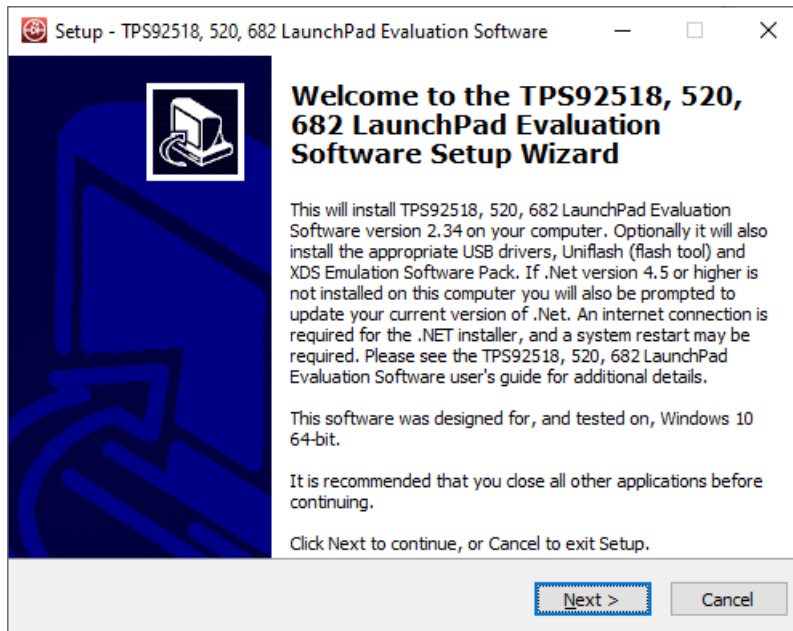 Setup - TPS92518, 520, 682 LaunchPad Evaluation Software
Welcome to the TPS92518, 520,
682 LaunchPad Evaluation
Software Setup Wizard
This will install TPS92518, 520, 682 LaunchPad Evaluation
Software version 2.34 on your computer. Optionally it will also
install the appropriate USB drivers, Uniflash (flash tool) and
XDS Emulation Software Pack. If .Net version 4.5 or higher is
not installed on this computer you will also be prompted to
update your current version of .Net. An internet connection is
required for the .NET installer, and a system restart may be
required. Please see the TPS92518, 520, 682 LaunchPad
Evaluation Software user's guide for additional details.
This software was designed for, and tested on, Windows 10
64-bit.
It is recommended that you close all other applications before
continuing.
Click Next to continue, or Cancel to exit Setup.
Next > Cancel